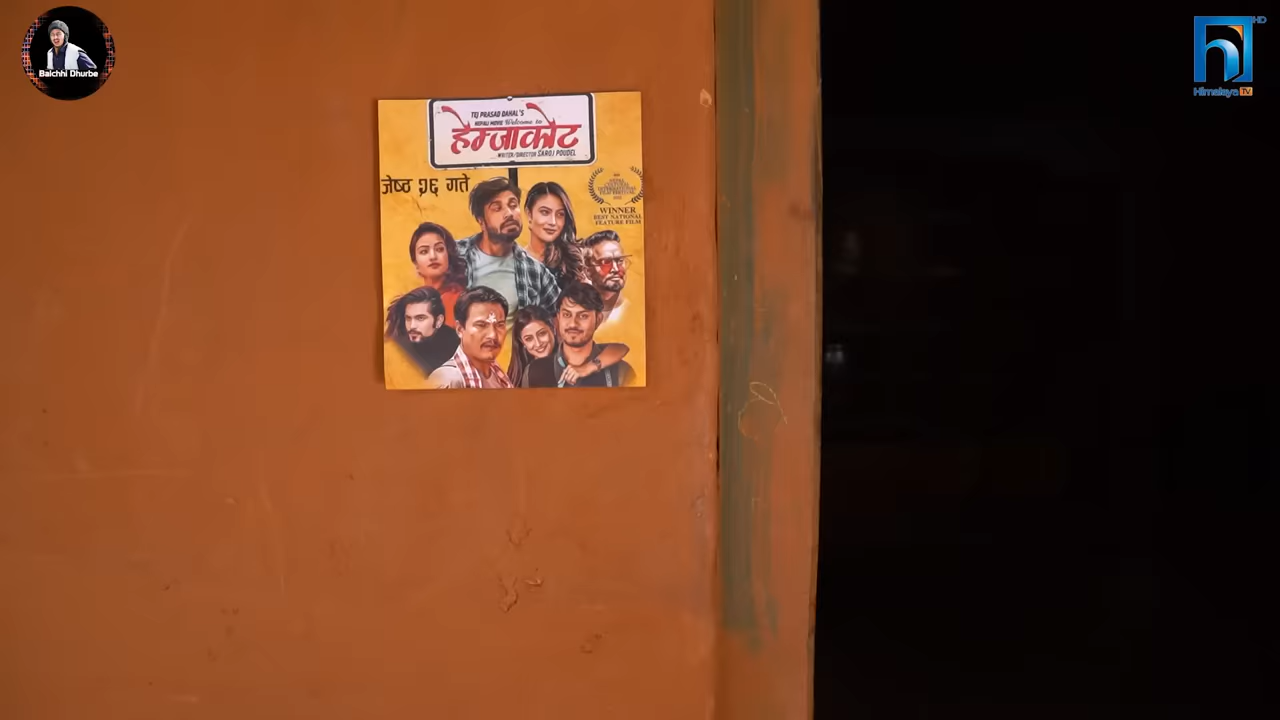 Baichhi Dhurbe
HD
Himalaya TV
TEJ PRASAD DAHAL'S
NEPALI MOVIE Welcome to
हेम्जाकोट
WRITER/DIRECTOR SAROJ POUDEL
जेष्ठ १६ गते
WINNER
BEST NATIONAL
FEATURE FILM